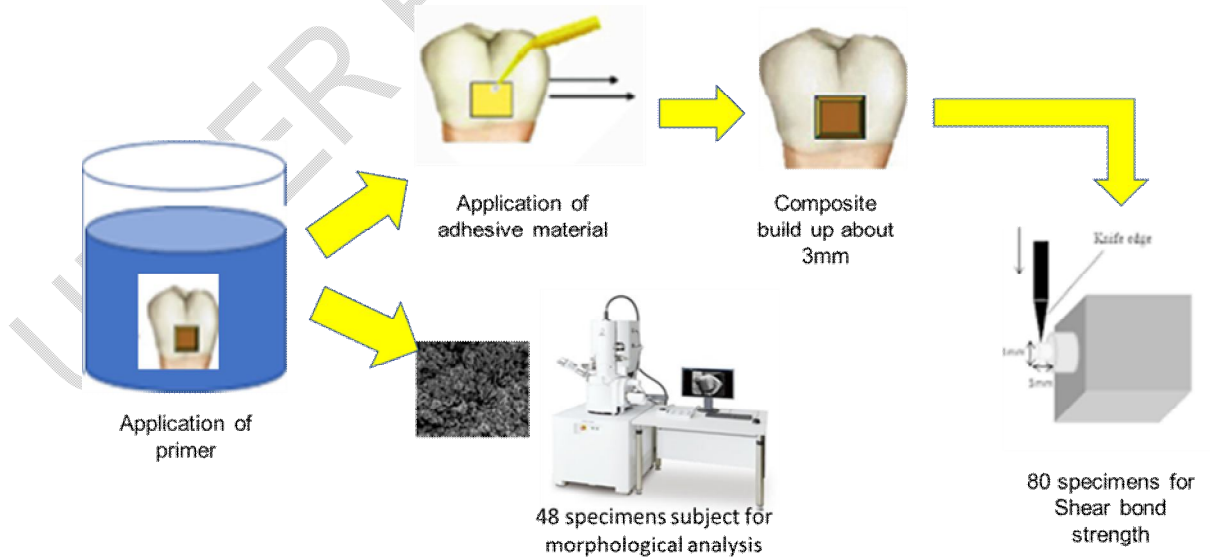 Application of
primer
Application of
adhesive material
Composite
build up about
3mm
48 specimens subject for
morphological analysis
Knife edge
1mm
80 specimens for
Shear bond
strength